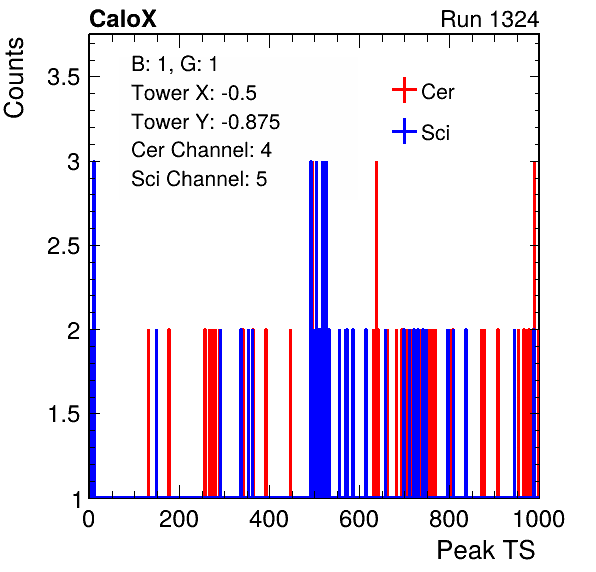 CaloX Run 1324
Counts
B: 1, G: 1
Tower X: -0.5
Tower Y: -0.875
Cer Channel: 4
Sci Channel: 5
Cer
Sci
3.5
3
2.5
2
1.5
1
0 200 400 600 800 1000
Peak TS